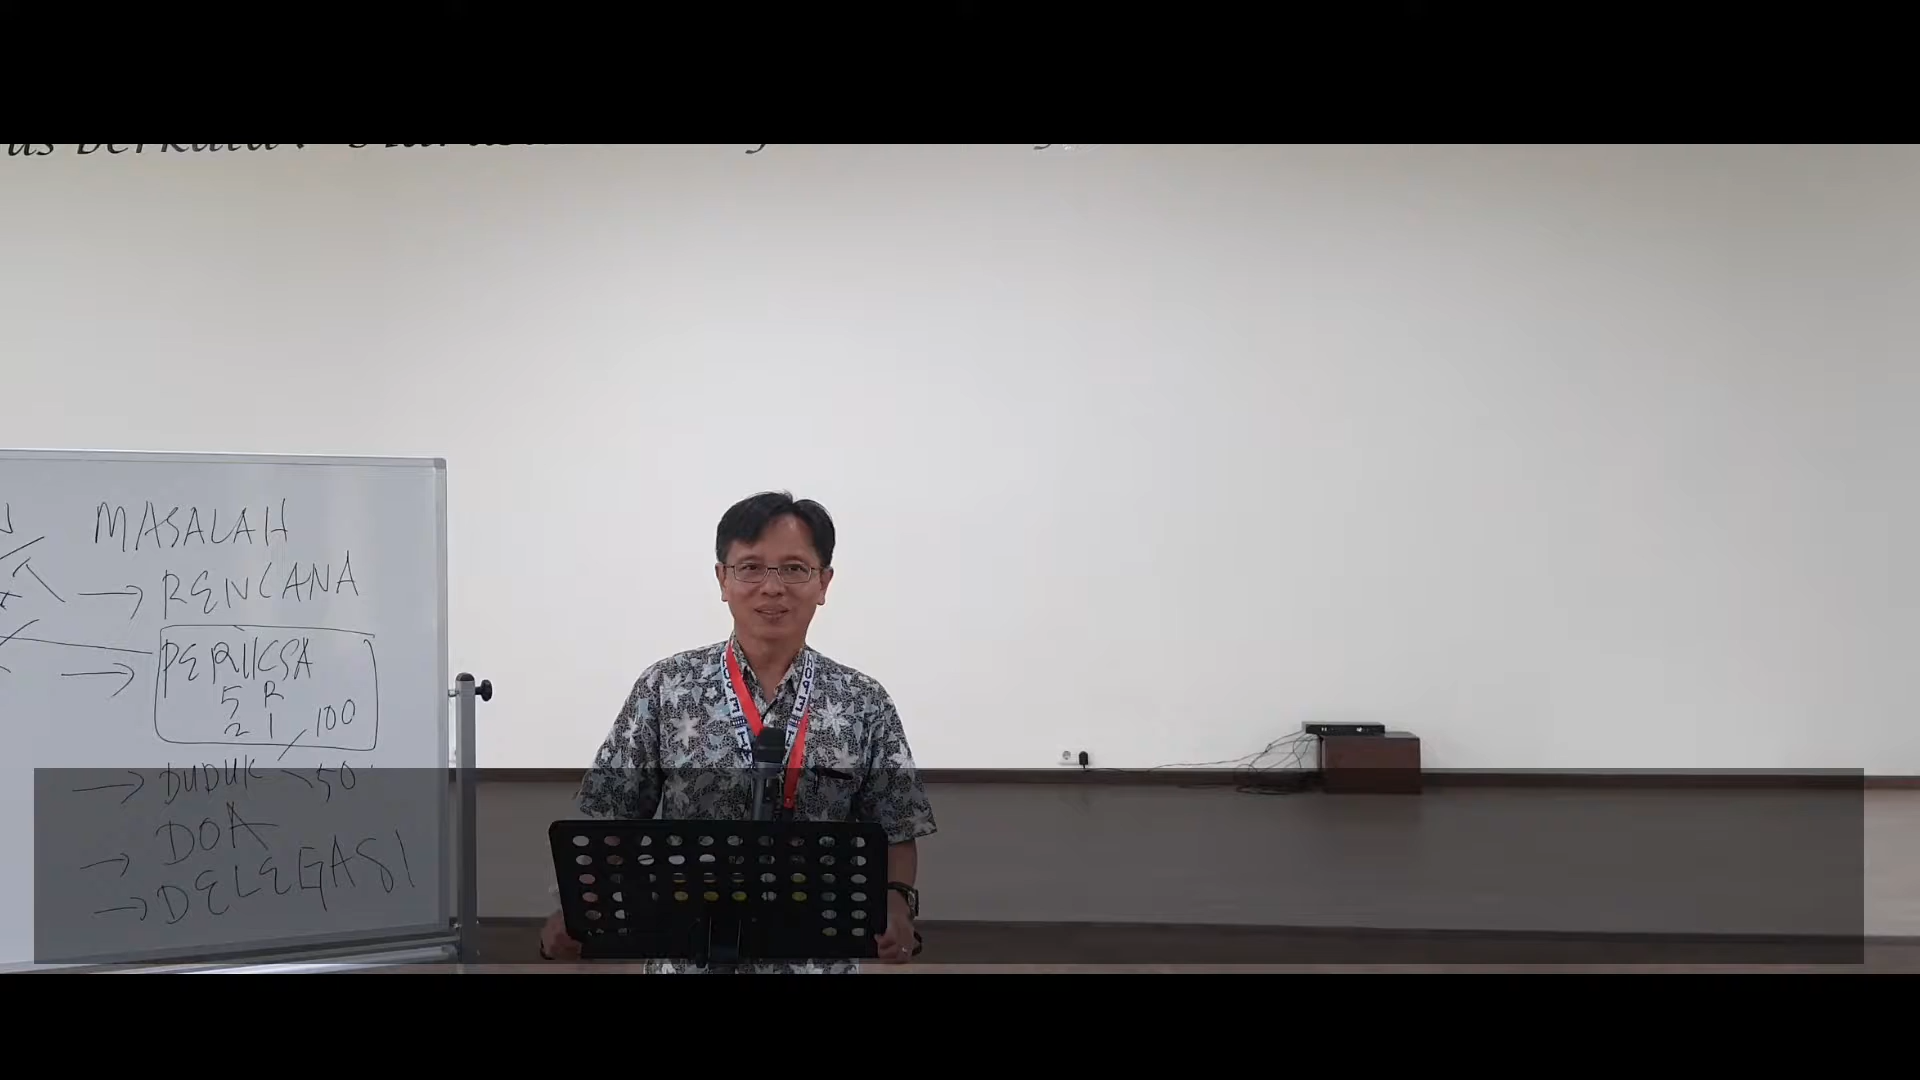 MASALAH
→ RENCANA
→ PERIKSA
5 R
2 1 100
→ DUDUK 50
→ DOA
→ DELEGASI